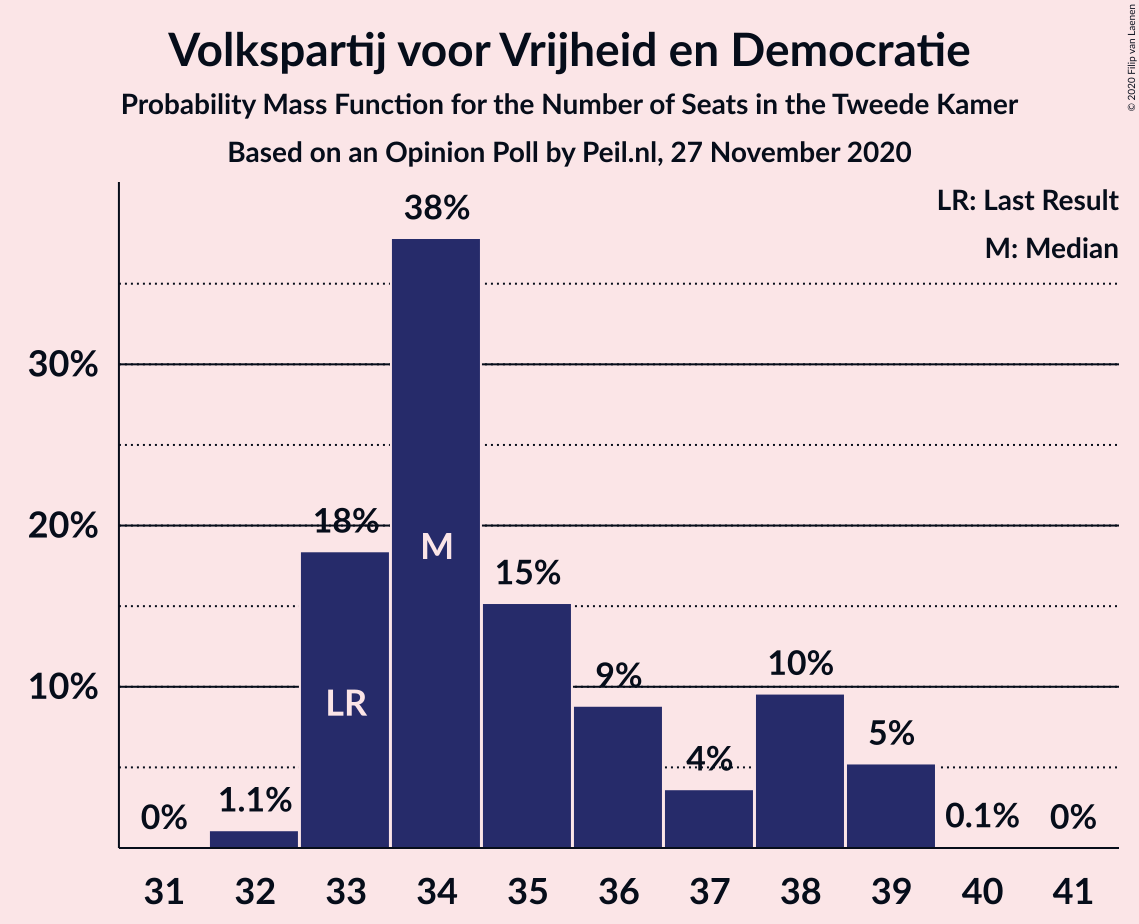 Volkspartij voor Vrijheid en Democratie
Probability Mass Function for the Number of Seats in the Tweede Kamer
Based on an Opinion Poll by Peil.nl, 27 November 2020
© 2020 Filip van Laenen
LR: Last Result
M: Median
30%
20%
10%
0%
1.1%
18%
38%
15%
9%
4%
10%
5%
0.1%
0%
LR
M
31 32 33 34 35 36 37 38 39 40 41